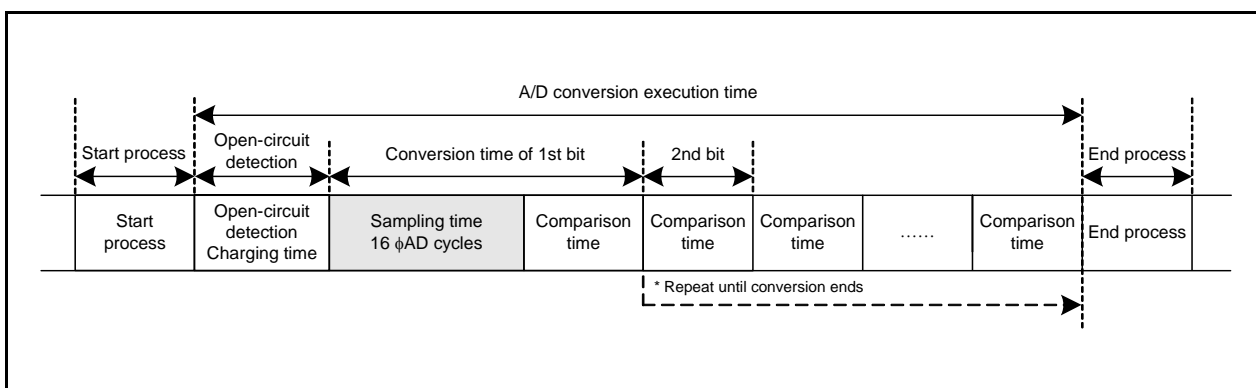 A/D conversion execution time
Start process
Open-circuit
detection
Conversion time of 1st bit
2nd bit
End process
Start
process
Open-circuit
detection
Charging time
Sampling time
16 ϕAD cycles
Comparison
time
Comparison
time
Comparison
time
......
Comparison
time
End process
* Repeat until conversion ends